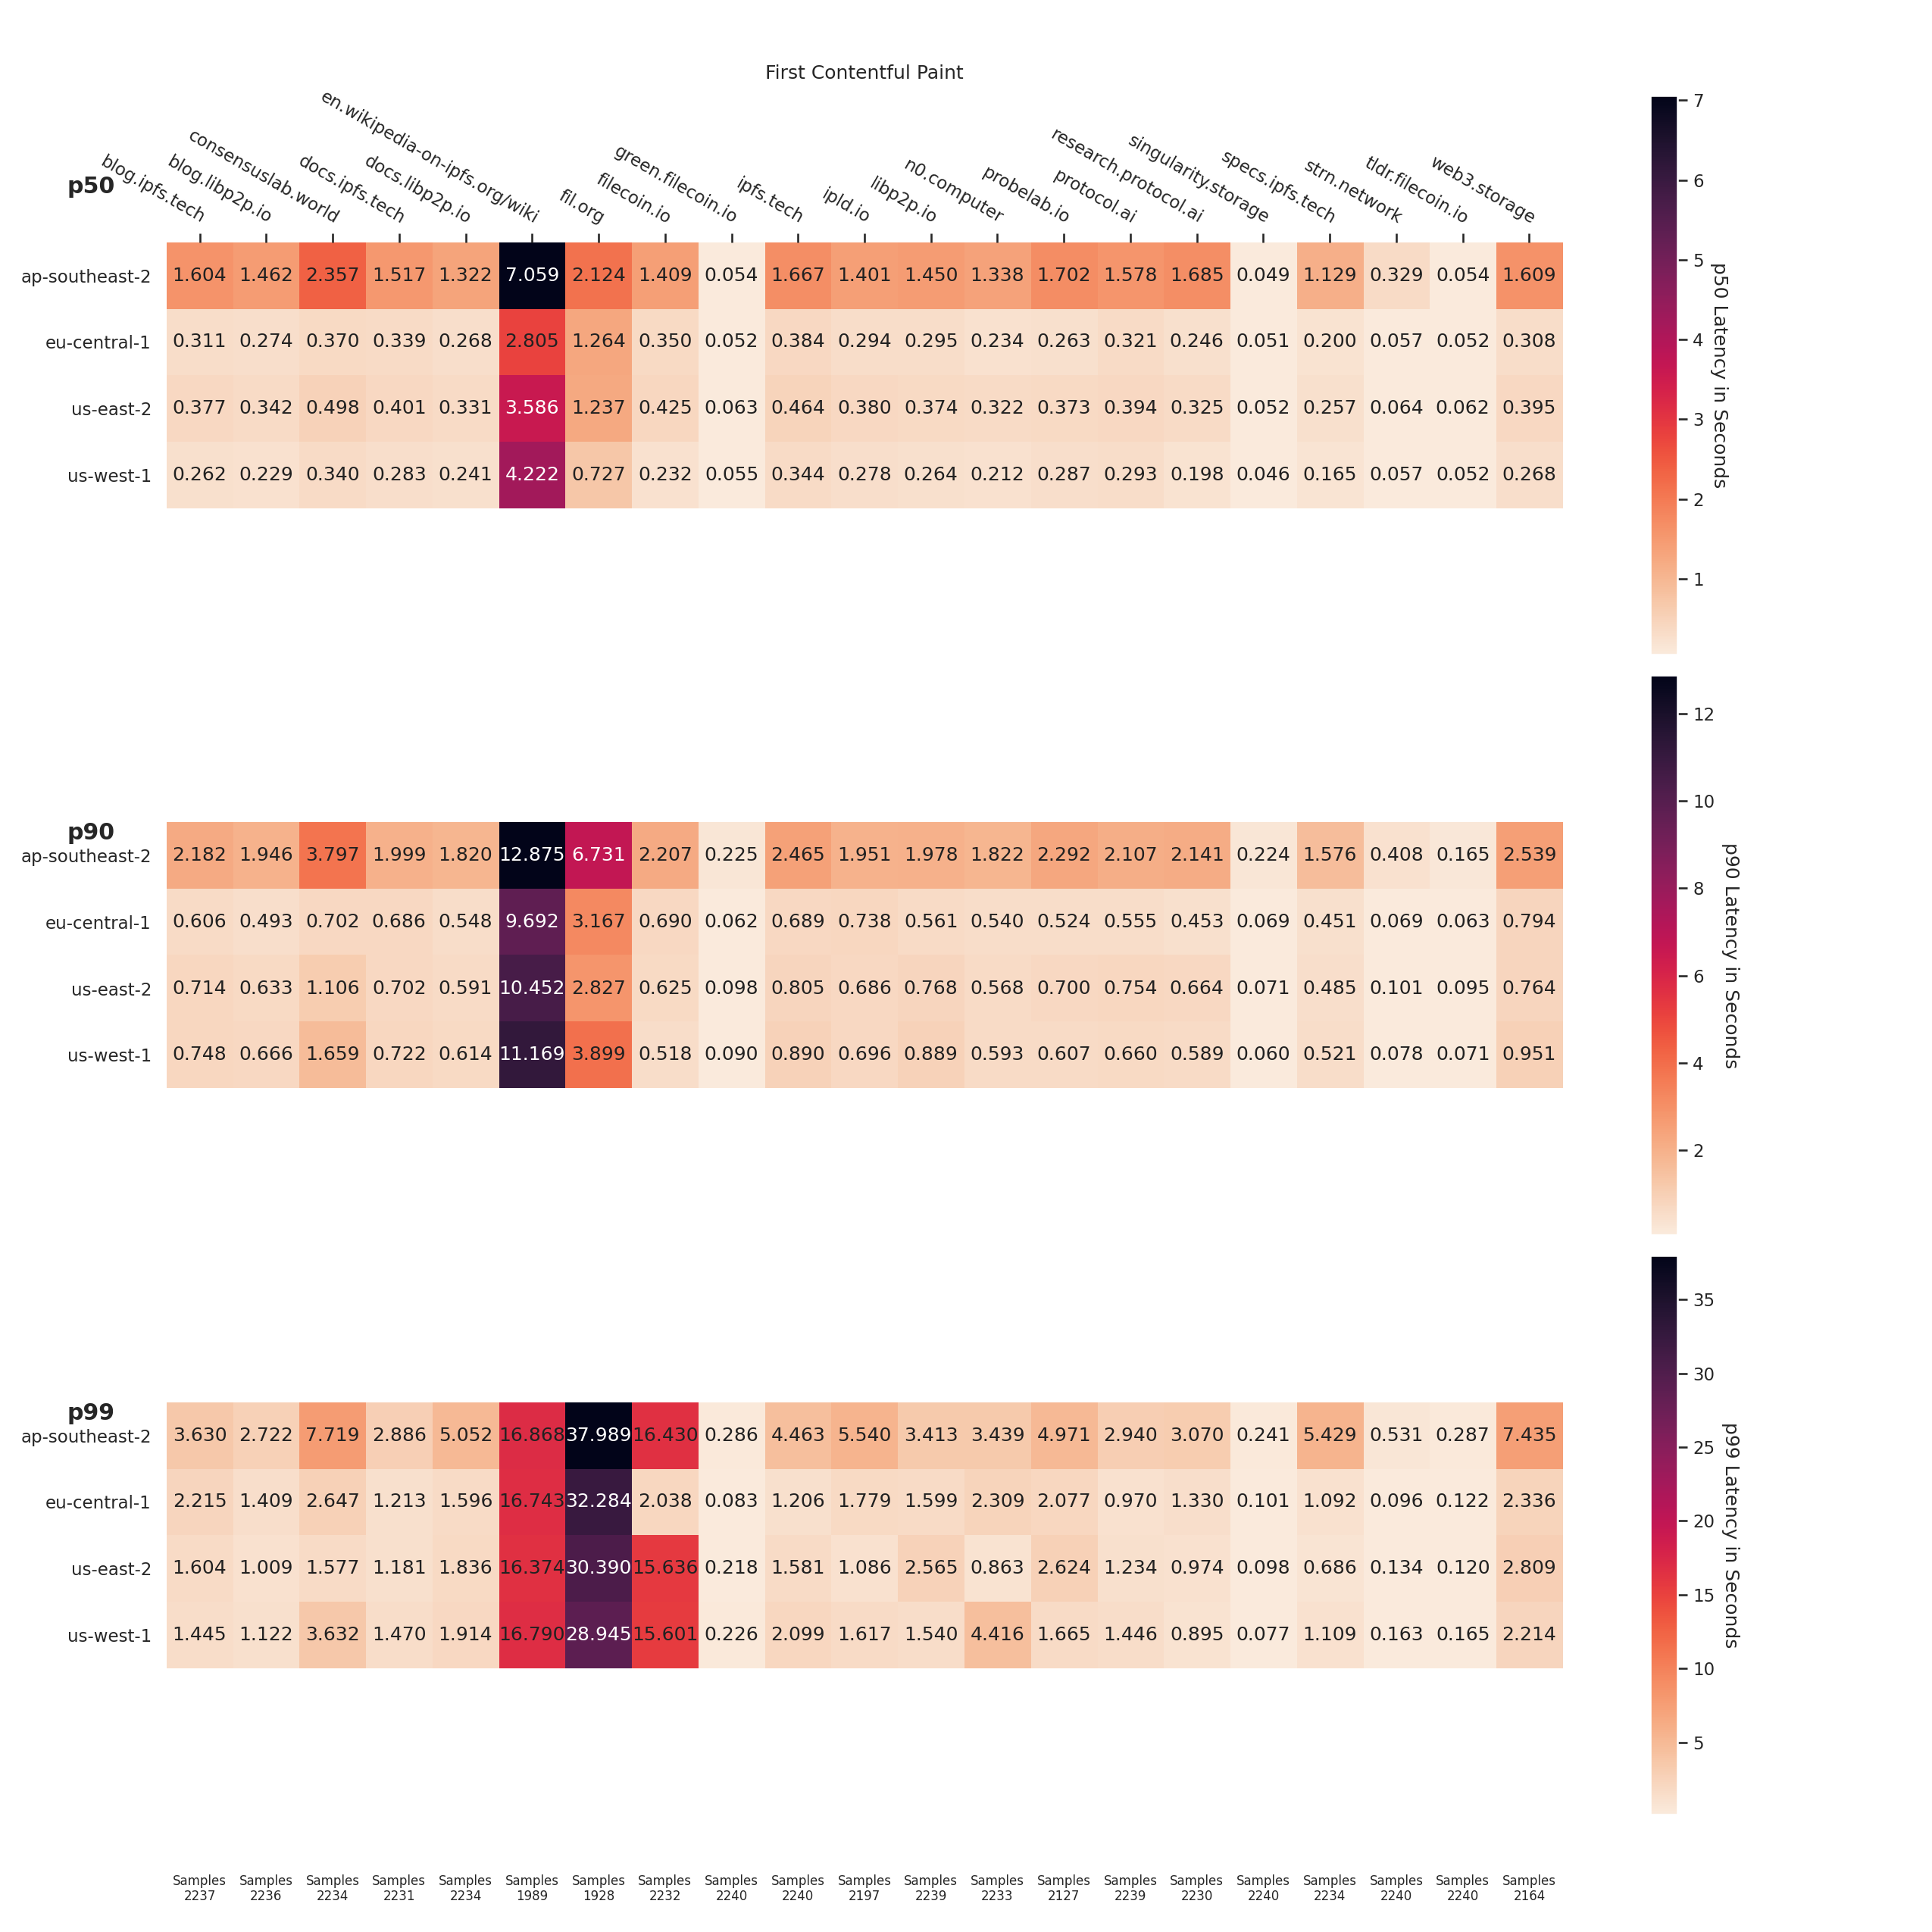 First Contentful Paint
p50
blog.ipfs.tech
blog.libp2p.io
consensuslab.world
docs.ipfs.tech
docs.libp2p.io
en.wikipedia-on-ipfs.org/wiki
fil.org
filecoin.io
green.filecoin.io
ipfs.tech
ipld.io
libp2p.io
n0.computer
probelab.io
protocol.ai
research.protocol.ai
singularity.storage
specs.ipfs.tech
strn.network
tldr.filecoin.io
web3.storage
ap-southeast-2 1.604 1.462 2.357 1.517 1.322 7.059 2.124 1.409 0.054 1.667 1.401 1.450 1.338 1.702 1.578 1.685 0.049 1.129 0.329 0.054 1.609
eu-central-1 0.311 0.274 0.370 0.339 0.268 2.805 1.264 0.350 0.052 0.384 0.294 0.295 0.234 0.263 0.321 0.246 0.051 0.200 0.057 0.052 0.308
us-east-2 0.377 0.342 0.498 0.401 0.331 3.586 1.237 0.425 0.063 0.464 0.380 0.374 0.322 0.373 0.394 0.325 0.052 0.257 0.064 0.062 0.395
us-west-1 0.262 0.229 0.340 0.283 0.241 4.222 0.727 0.232 0.055 0.344 0.278 0.264 0.212 0.287 0.293 0.198 0.046 0.165 0.057 0.052 0.268
7
6
5
4
3
2
1
p50 Latency in Seconds
p90
ap-southeast-2 2.182 1.946 3.797 1.999 1.820 12.875 6.731 2.207 0.225 2.465 1.951 1.978 1.822 2.292 2.107 2.141 0.224 1.576 0.408 0.165 2.539
eu-central-1 0.606 0.493 0.702 0.686 0.548 9.692 3.167 0.690 0.062 0.689 0.738 0.561 0.540 0.524 0.555 0.453 0.069 0.451 0.069 0.063 0.794
us-east-2 0.714 0.633 1.106 0.702 0.591 10.452 2.827 0.625 0.098 0.805 0.686 0.768 0.568 0.700 0.754 0.664 0.071 0.485 0.101 0.095 0.764
us-west-1 0.748 0.666 1.659 0.722 0.614 11.169 3.899 0.518 0.090 0.890 0.696 0.889 0.593 0.607 0.660 0.589 0.060 0.521 0.078 0.071 0.951
12
10
8
6
4
2
p90 Latency in Seconds
p99
ap-southeast-2 3.630 2.722 7.719 2.886 5.052 16.868 37.989 16.430 0.286 4.463 5.540 3.413 3.439 4.971 2.940 3.070 0.241 5.429 0.531 0.287 7.435
eu-central-1 2.215 1.409 2.647 1.213 1.596 16.743 32.284 2.038 0.083 1.206 1.779 1.599 2.309 2.077 0.970 1.330 0.101 1.092 0.096 0.122 2.336
us-east-2 1.604 1.009 1.577 1.181 1.836 16.374 30.390 15.636 0.218 1.581 1.086 2.565 0.863 2.624 1.234 0.974 0.098 0.686 0.134 0.120 2.809
us-west-1 1.445 1.122 3.632 1.470 1.914 16.790 28.945 15.601 0.226 2.099 1.617 1.540 4.416 1.665 1.446 0.895 0.077 1.109 0.163 0.165 2.214
35
30
25
20
15
10
5
p99 Latency in Seconds
Samples Samples Samples Samples Samples Samples Samples Samples Samples Samples Samples Samples Samples Samples Samples Samples Samples Samples Samples Samples Samples
2237 2236 2234 2231 2234 1989 1928 2232 2240 2240 2197 2239 2233 2127 2239 2230 2240 2234 2240 2240 2164